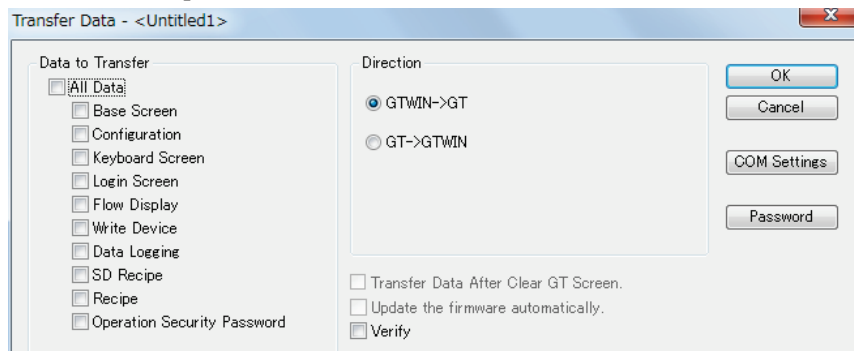 Transfer Data - <Untitled1>
Data to Transfer
All Data
Base Screen
Configuration
Keyboard Screen
Login Screen
Flow Display
Write Device
Data Logging
SD Recipe
Recipe
Operation Security Password
Direction
GTWIN->GT
GT->GTWIN
Transfer Data After Clear GT Screen.
Update the firmware automatically.
Verify
OK
Cancel
COM Settings
Password